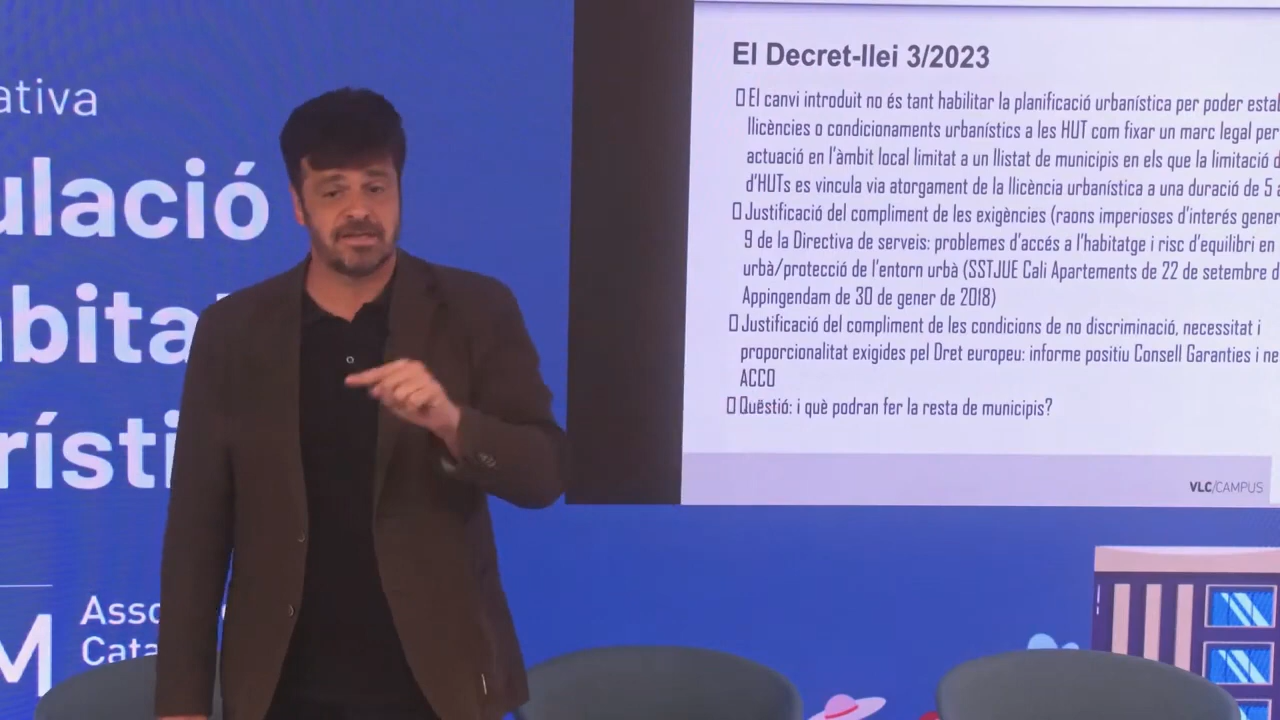 ativa
ulació
abita
rísti
M
Asso
Cata
El Decret-llei 3/2023
El canvi introduit no és tant habilitar la planificació urbanística per poder estal
llicències o condicionaments urbanístics a les HUT com fixar un marc legal per
actuació en l'àmbit local limitat a un llistat de municipis en els que la limitació d
d'HUTs es vincula via atorgament de la llicència urbanística a una duració de 5 a
Justificació del compliment de les exigències (raons imperioses d'interés gener
9 de la Directiva de serveis: problemes d'accés a l'habitatge i risc d'equilibri en
urbà/protecció de l'entorn urbà (SSTJUE Cali Apartements de 22 de setembre d
Appingendam de 30 de gener de 2018)
Justificació del compliment de les condicions de no discriminació, necessitat i
proporcionalitat exigides pel Dret europeu: informe positiu Consell Garanties i ne
ACCO
Qüestió: i què podran fer la resta de municipis?
VLC/CAMPUS